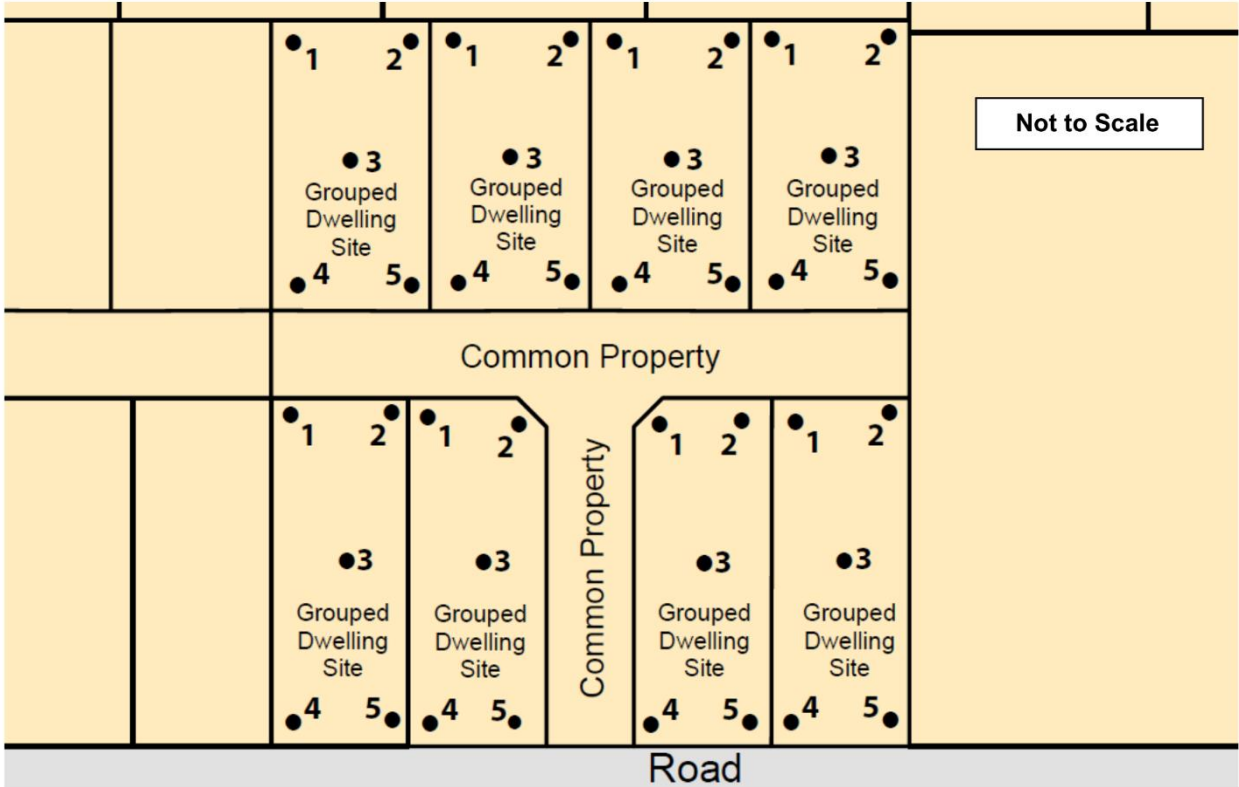 1 2 1 2 1 2 1 2
Not to Scale
3 3 3 3
Grouped Grouped Grouped Grouped
Dwelling Dwelling Dwelling Dwelling
Site Site Site Site
4 5 4 5 4 5 4 5
Common Property
1 2 1 2 1 2 1 2
Common Property
3 3 3 3
Grouped Grouped Grouped Grouped
Dwelling Dwelling Dwelling Dwelling
Site Site Site Site
4 5 4 5 4 5 4 5
Road